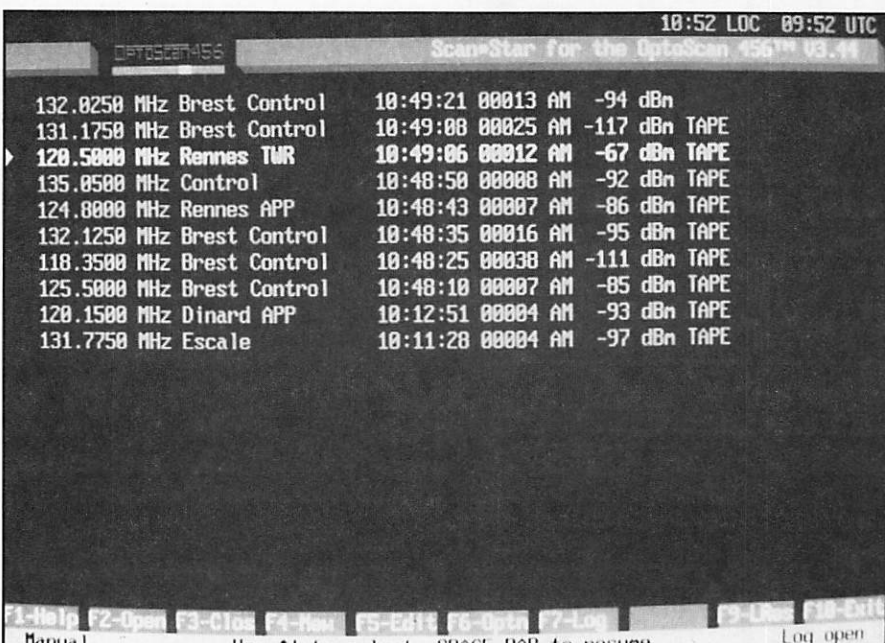 10:52 LOC 09:52 UTC
OPTOSCAN456 Scan*Star for the OptoScan 456™ V3.44
132.0250 MHz Brest Control 10:49:21 00013 AM -94 dBm
131.1750 MHz Brest Control 10:49:08 00025 AM -117 dBm TAPE
120.5000 MHz Rennes TWR 10:49:06 00012 AM -67 dBm TAPE
135.0500 MHz Control 10:48:50 00008 AM -92 dBm TAPE
124.8000 MHz Rennes APP 10:48:43 00007 AM -86 dBm TAPE
132.1250 MHz Brest Control 10:48:35 00016 AM -95 dBm TAPE
118.3500 MHz Brest Control 10:48:25 00038 AM -111 dBm TAPE
125.5000 MHz Brest Control 10:48:10 00007 AM -85 dBm TAPE
120.1500 MHz Dinard APP 10:12:51 00004 AM -93 dBm TAPE
131.7750 MHz Escale 10:11:28 00004 AM -97 dBm TAPE
F1-Help F2-Open F3-Clos F4-New F5-Edit F6-Optn F7-Log F9-LRes F10-Exit
Manual SPACE BAR to resume Log open